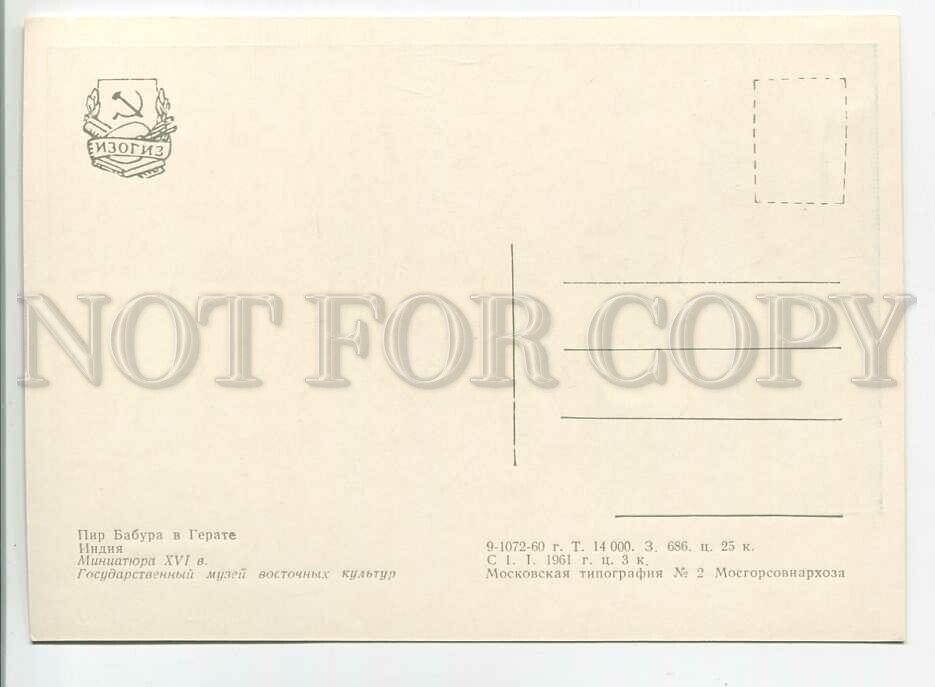 ИЗОГИЗ
NOT FOR COPY
Пир Бабура в Герате
Индия
Миниатюра XVI в.
Государственный музей восточных культур
9-1072-60 г. Т. 14 000. З. 686. ц. 25 к.
С 1. I. 1961 г. ц. 3 к.
Московская типография № 2 Мосгорсовнархоза